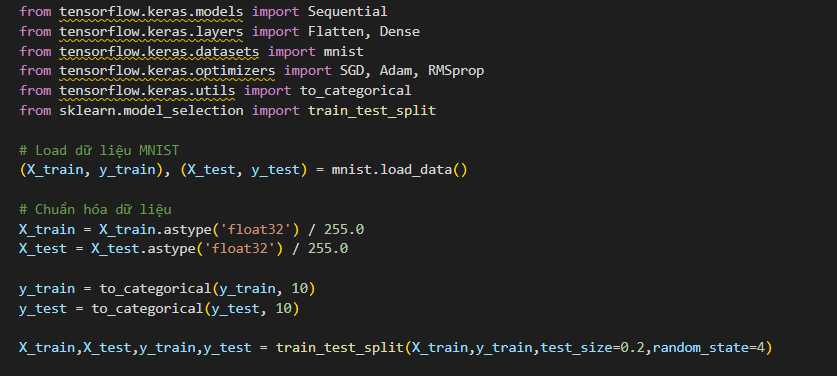 from tensorflow.keras.models import Sequential
from tensorflow.keras.layers import Flatten, Dense
from tensorflow.keras.datasets import mnist
from tensorflow.keras.optimizers import SGD, Adam, RMSprop
from tensorflow.keras.utils import to_categorical
from sklearn.model_selection import train_test_split

# Load dữ liệu MNIST
(X_train, y_train), (X_test, y_test) = mnist.load_data()

# Chuẩn hóa dữ liệu
X_train = X_train.astype('float32') / 255.0
X_test = X_test.astype('float32') / 255.0

y_train = to_categorical(y_train, 10)
y_test = to_categorical(y_test, 10)

X_train,X_test,y_train,y_test = train_test_split(X_train,y_train,test_size=0.2,random_state=4)